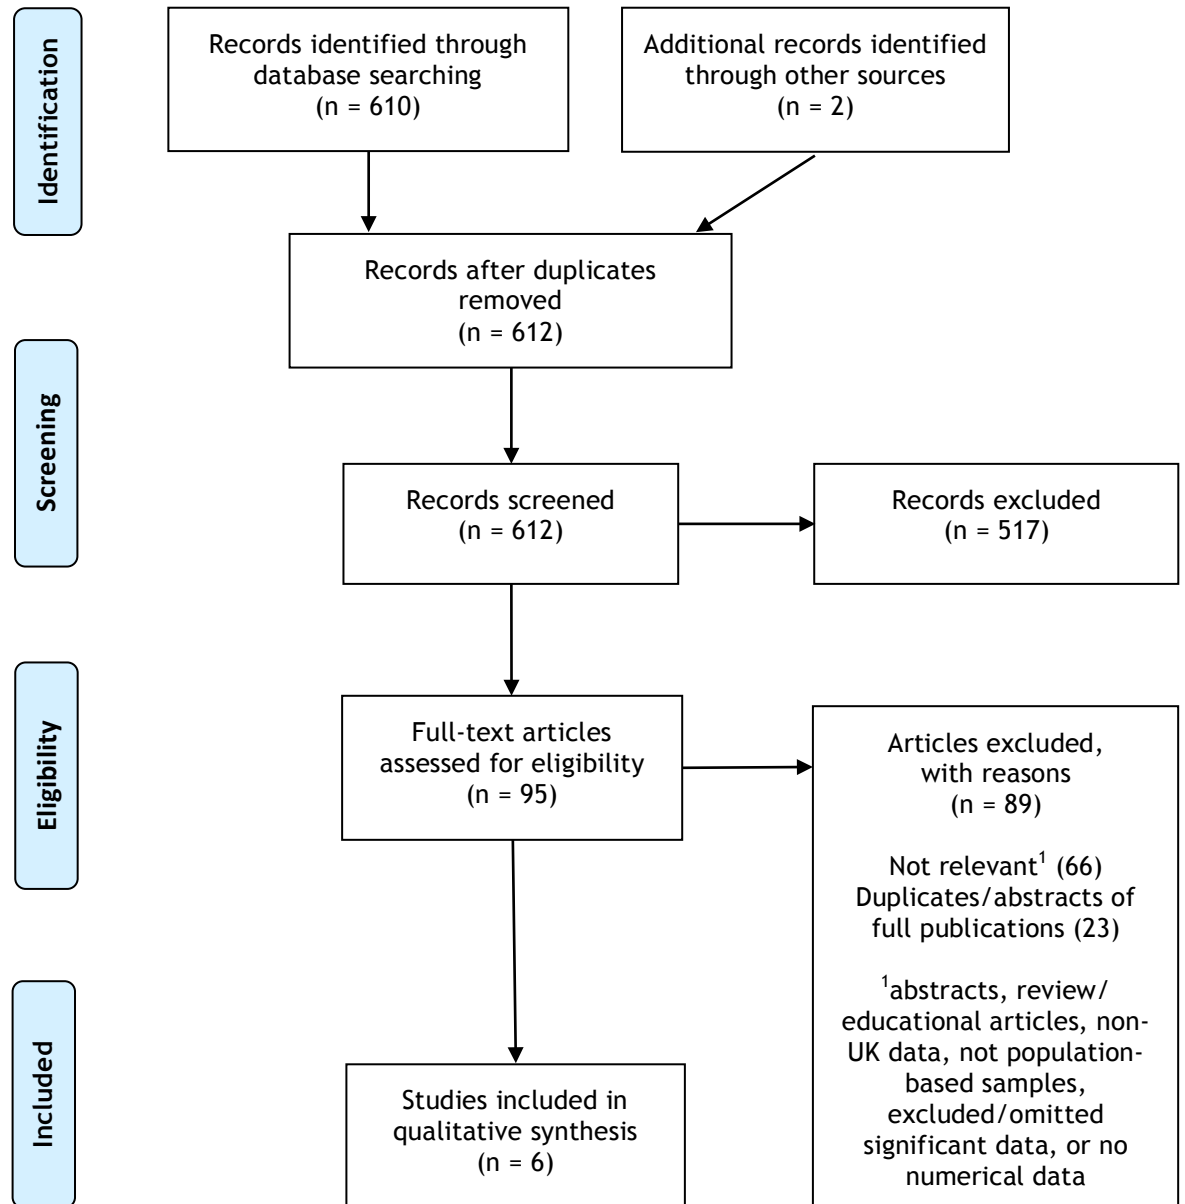 Identification
Records identified through
database searching
(n = 610)
Additional records identified
through other sources
(n = 2)
Records after duplicates
removed
(n = 612)
Screening
Records screened
(n = 612)
Records excluded
(n = 517)
Eligibility
Full-text articles
assessed for eligibility
(n = 95)
Articles excluded,
with reasons
(n = 89)
Not relevant¹ (66)
Duplicates/abstracts of
full publications (23)
¹abstracts, review/
educational articles, non-
UK data, not population-
based samples,
excluded/omitted
significant data, or no
numerical data
Included
Studies included in
qualitative synthesis
(n = 6)